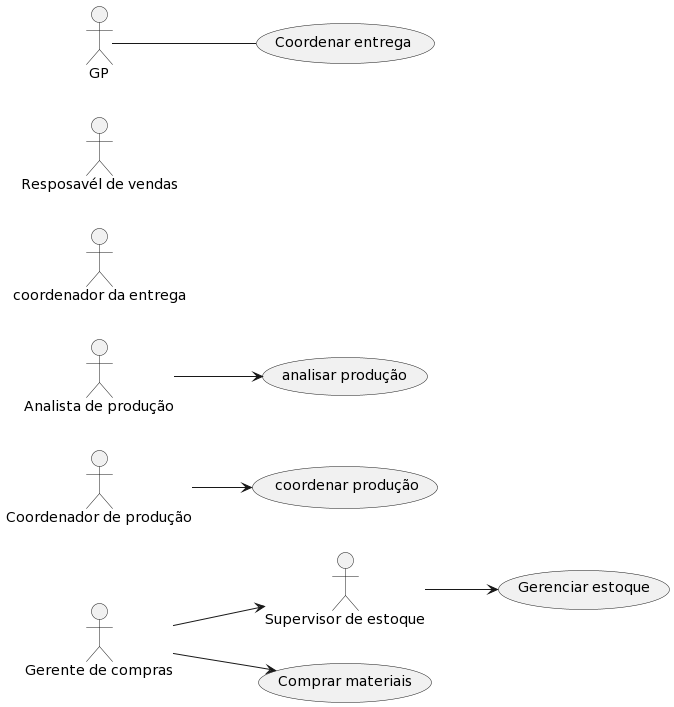 GP
Coordenar entrega
Resposavél de vendas
coordenador da entrega
Analista de produção
analisar produção
Coordenador de produção
coordenar produção
Supervisor de estoque
Gerenciar estoque
Gerente de compras
Comprar materiais